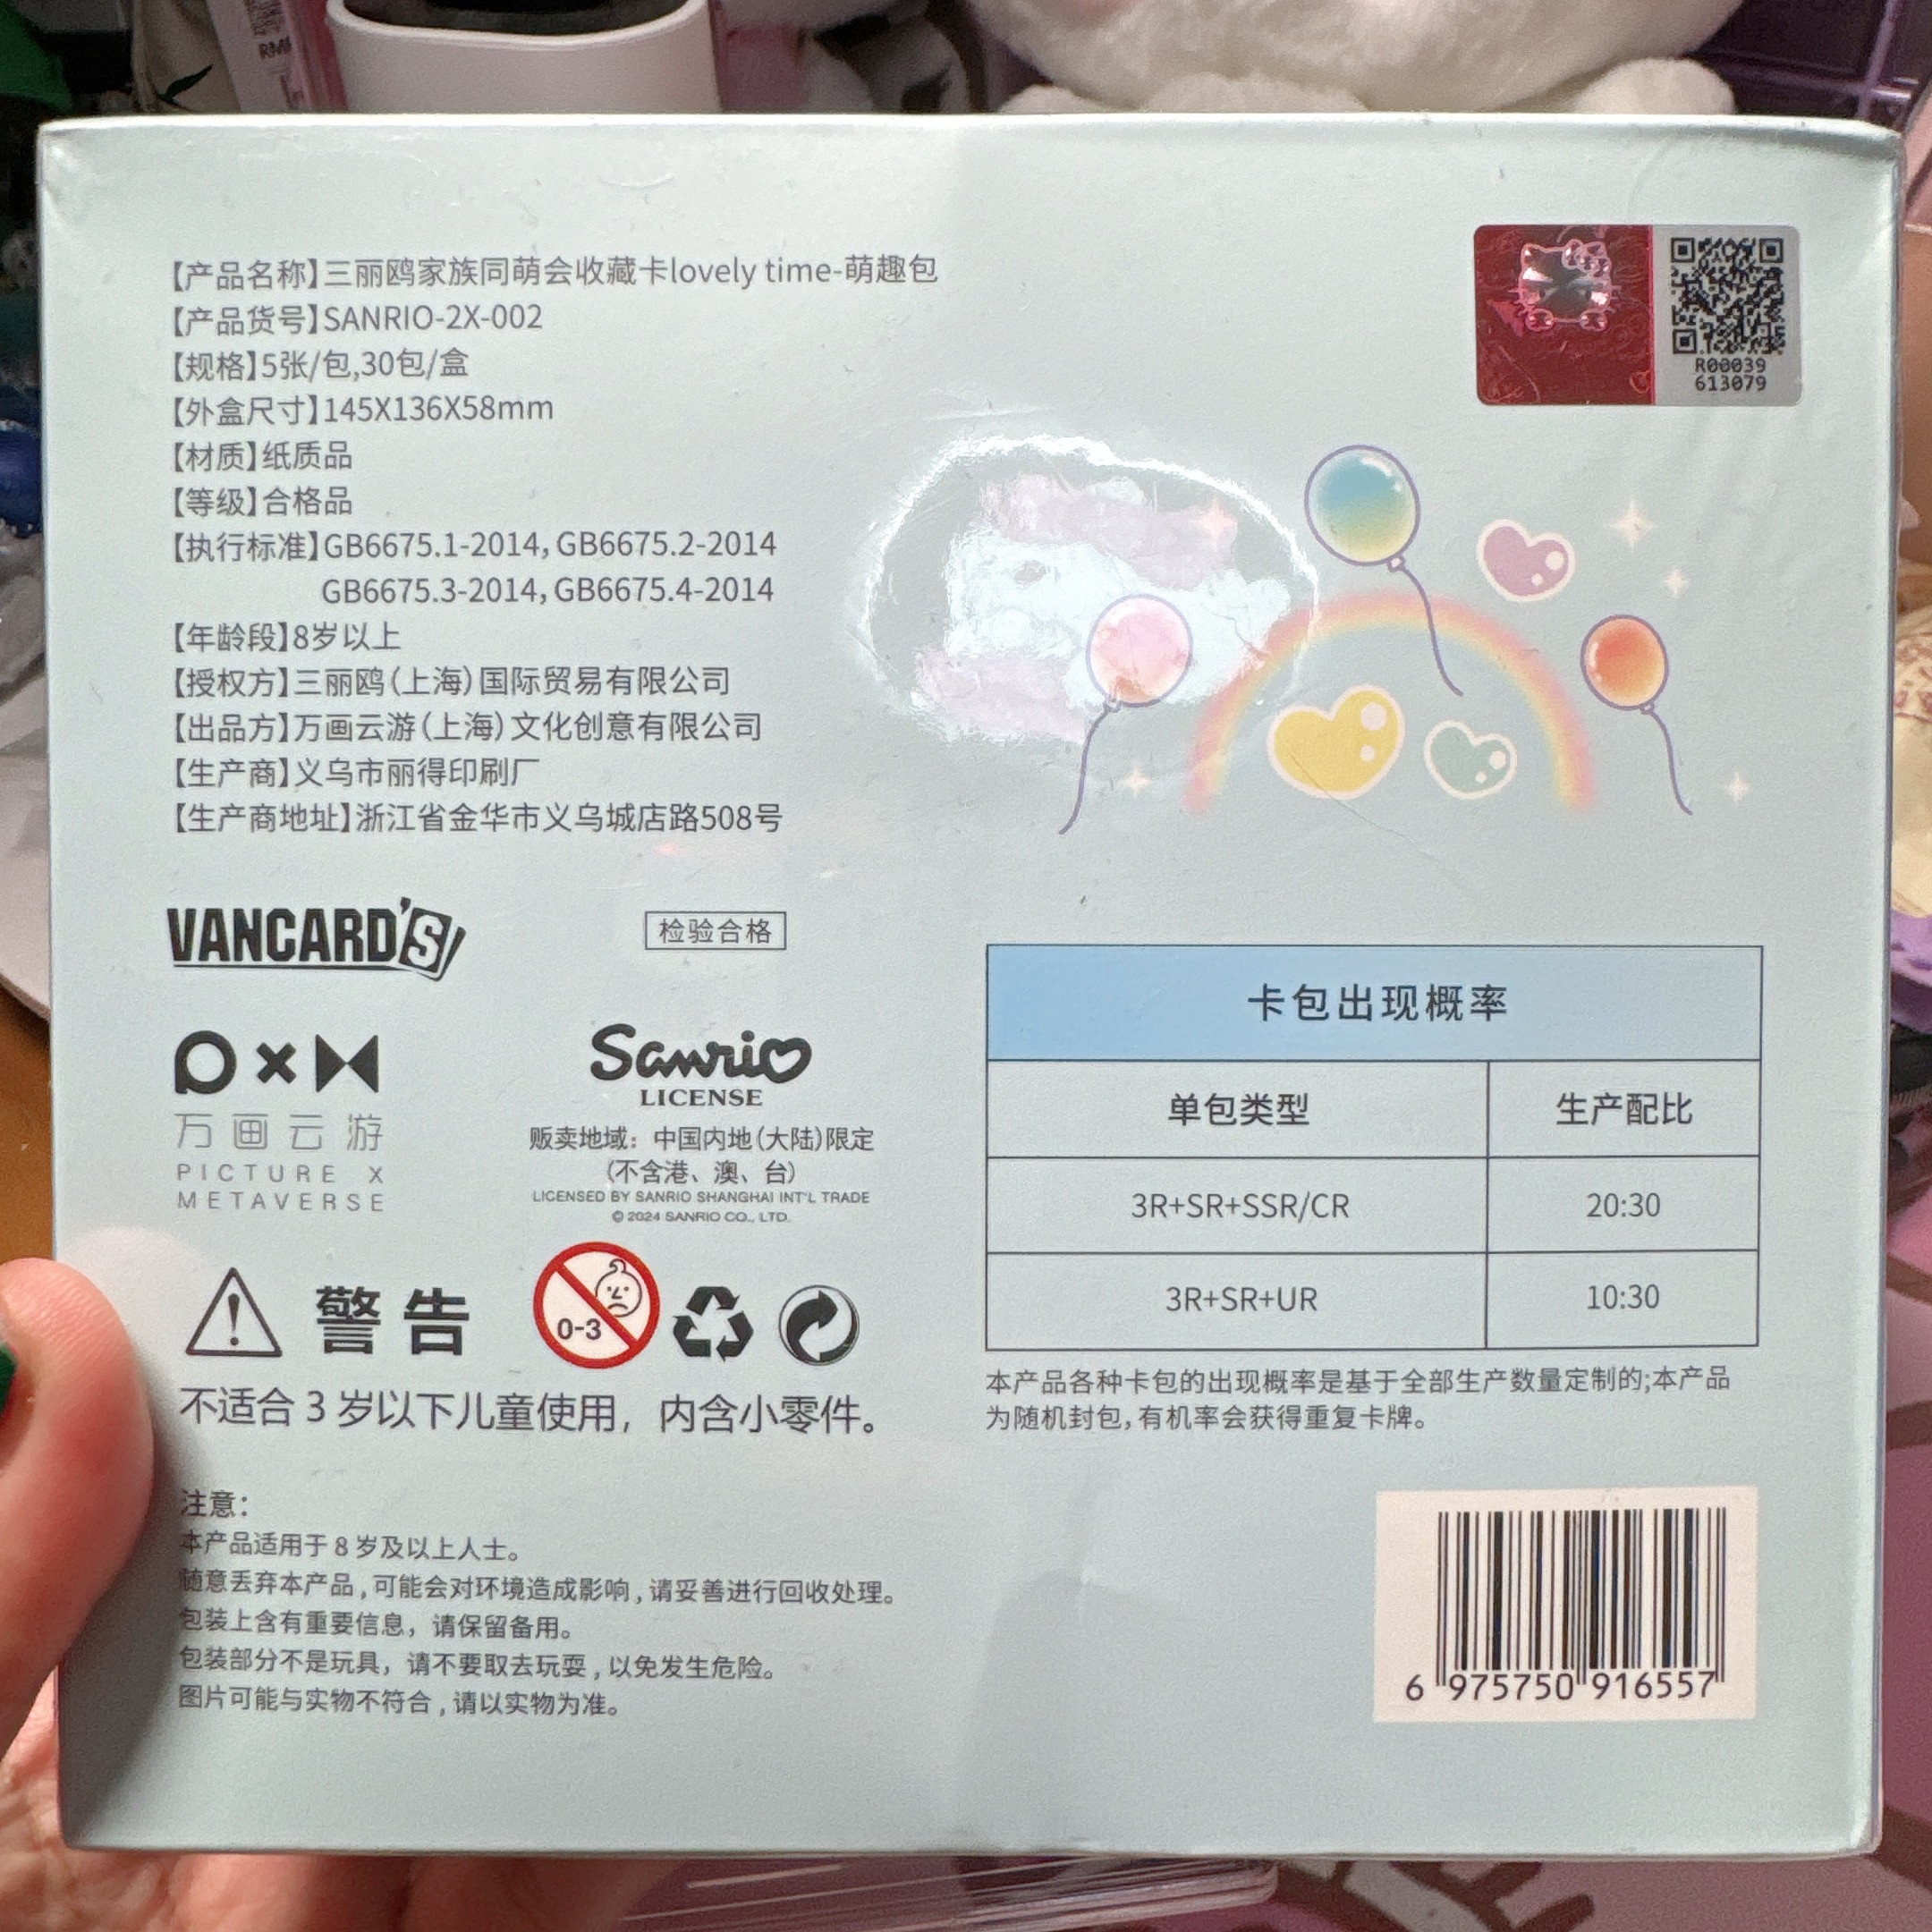 【产品名称】三丽鸥家族同萌会收藏卡lovely time-萌趣包
【产品货号】SANRIO-2X-002
【规格】5张/包,30包/盒
【外盒尺寸】145X136X58mm
【材质】纸质品
【等级】合格品
【执行标准】GB6675.1-2014, GB6675.2-2014
GB6675.3-2014, GB6675.4-2014
【年龄段】8岁以上
【授权方】三丽鸥(上海)国际贸易有限公司
【出品方】万画云游(上海)文化创意有限公司
【生产商】义乌市丽得印刷厂
【生产商地址】浙江省金华市义乌城店路508号
R00039
613079
VANCARD'S
检验合格
万画云游
PICTURE X
METAVERSE
Sanrio
LICENSE
贩卖地域：中国内地(大陆)限定
(不含港、澳、台)
LICENSED BY SANRIO SHANGHAI INT'L TRADE
© 2024 SANRIO CO., LTD.
警告
0-3
不适合 3 岁以下儿童使用，内含小零件。
注意：
本产品适用于 8 岁及以上人士。
随意丢弃本产品，可能会对环境造成影响，请妥善进行回收处理。
包装上含有重要信息，请保留备用。
包装部分不是玩具，请不要取去玩耍，以免发生危险。
图片可能与实物不符合，请以实物为准。
卡包出现概率
单包类型 生产配比
3R+SR+SSR/CR 20:30
3R+SR+UR 10:30
本产品各种卡包的出现概率是基于全部生产数量定制的;本产品
为随机封包,有机率会获得重复卡牌。
6 975750 916557